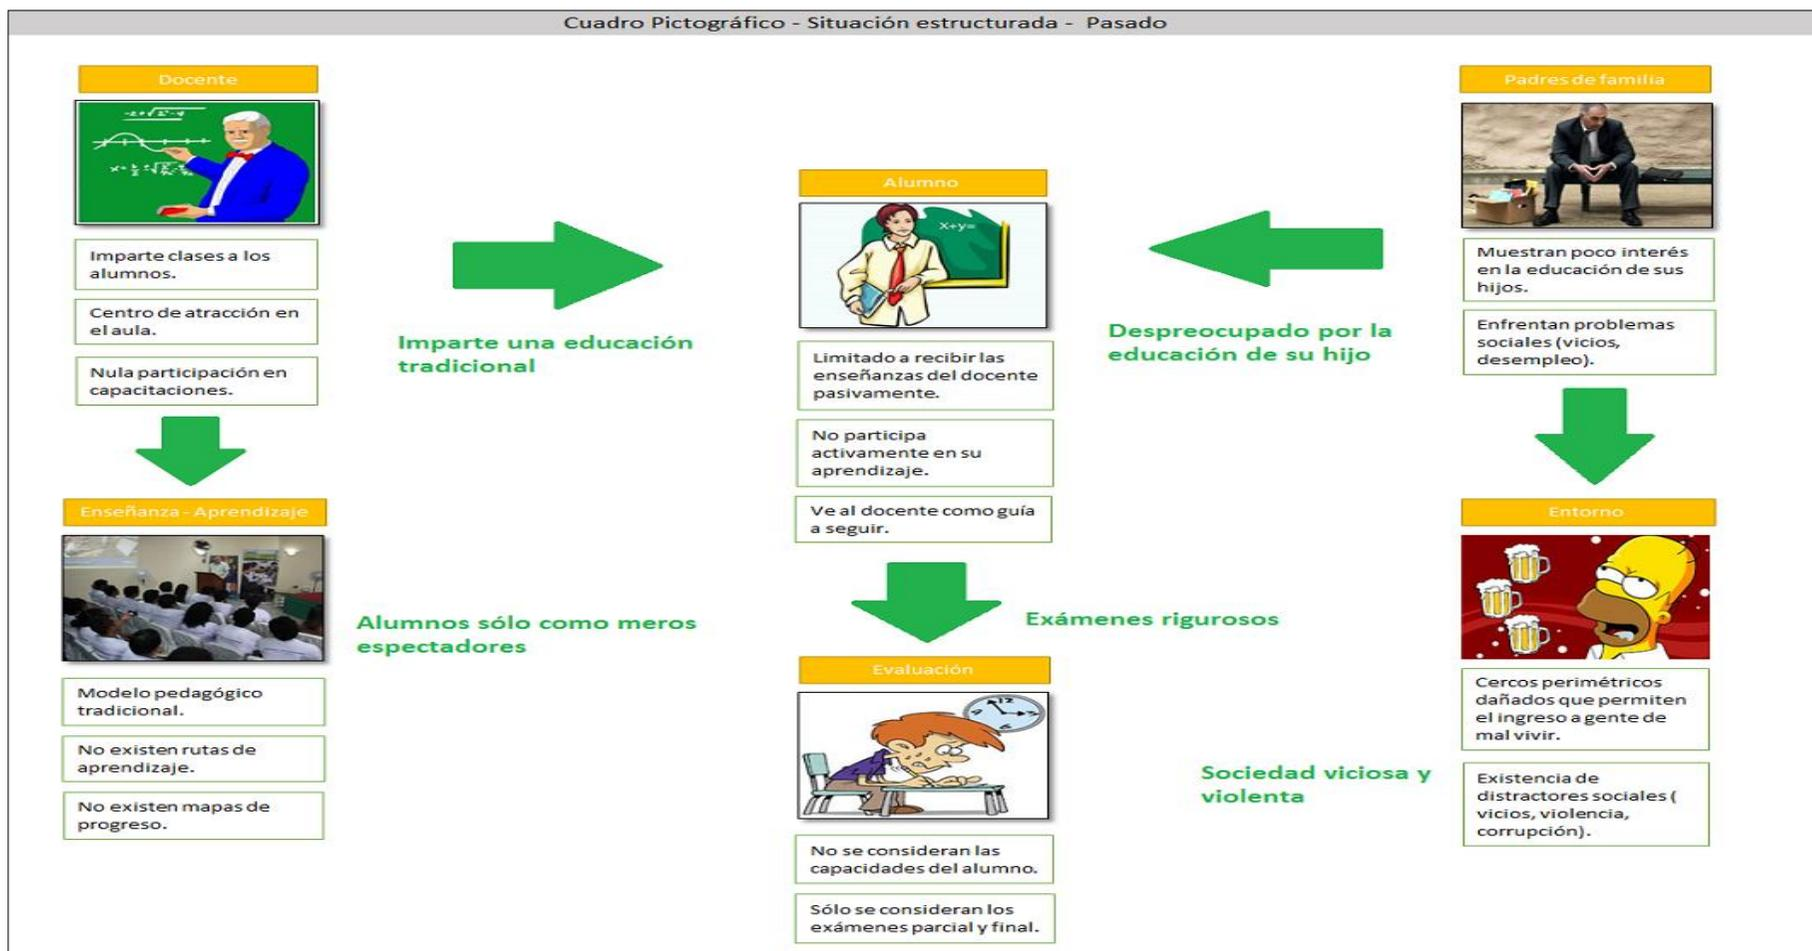 Cuadro Pictográfico - Situación estructurada - Pasado
Docente
Imparte clases a los
alumnos.
Centro de atracción en
el aula.
Nula participación en
capacitaciones.
Imparte una educación
tradicional
Alumno
x+y=
Limitado a recibir las
enseñanzas del docente
pasivamente.
No participa
activamente en su
aprendizaje.
Ve al docente como guía
a seguir.
Despreocupado por la
educación de su hijo
Padres de familia
Muestran poco interés
en la educación de sus
hijos.
Enfrentan problemas
sociales (vicios,
desempleo).
Enseñanza - Aprendizaje
Modelo pedagógico
tradicional.
No existen rutas de
aprendizaje.
No existen mapas de
progreso.
Alumnos sólo como meros
espectadores
Exámenes rigurosos
Evaluación
12
No se consideran las
capacidades del alumno.
Sólo se consideran los
exámenes parcial y final.
Sociedad viciosa y
violenta
Entorno
Cercos perimétricos
dañados que permiten
el ingreso a gente de
mal vivir.
Existencia de
distractores sociales (
vicios, violencia,
corrupción).